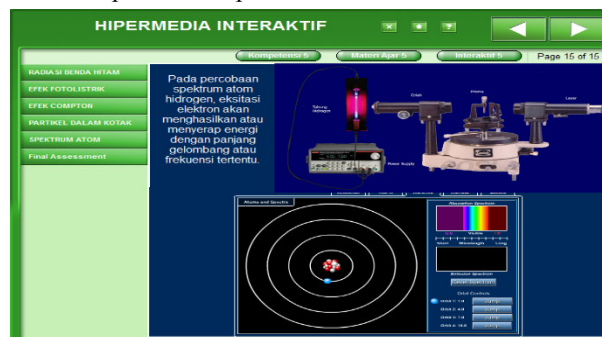 HIPERMEDIA INTERAKTIF
Kompetensi 5
Materi Ajar 5
Interaktif 5
Page 15 of 15
RADIASI BENDA HITAM
EFEK FOTOLISTRIK
EFEK COMPTON
PARTIKEL DALAM KOTAK
SPEKTRUM ATOM
Final Assessment
Pada percobaan
spektrum atom
hidrogen, eksitasi
elektron akan
menghasilkan atau
menyerap energi
dengan panjang
gelombang atau
frekuensi tertentu.
Tabung
hidrogen
Celah
Prisma
Power Supply
Atoms and Spectra
Absorption Spectrum
Visible
Short Wavelength Long
Emission Spectrum
Orbit Controls